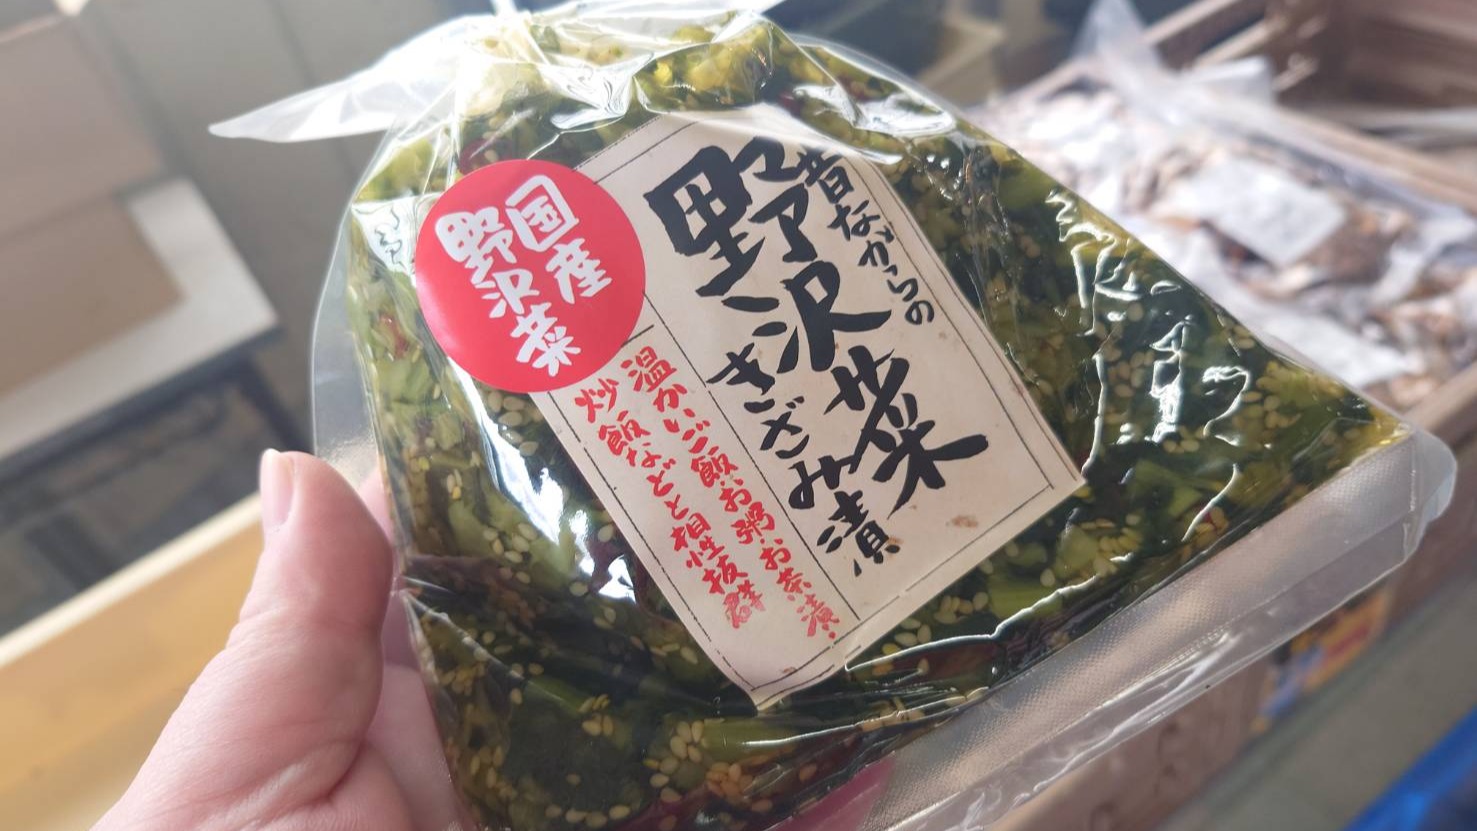 昔ながらの
野沢菜
きざみ漬
国産
野沢菜
温かいご飯、お粥、お茶漬、
炒飯などと相性抜群